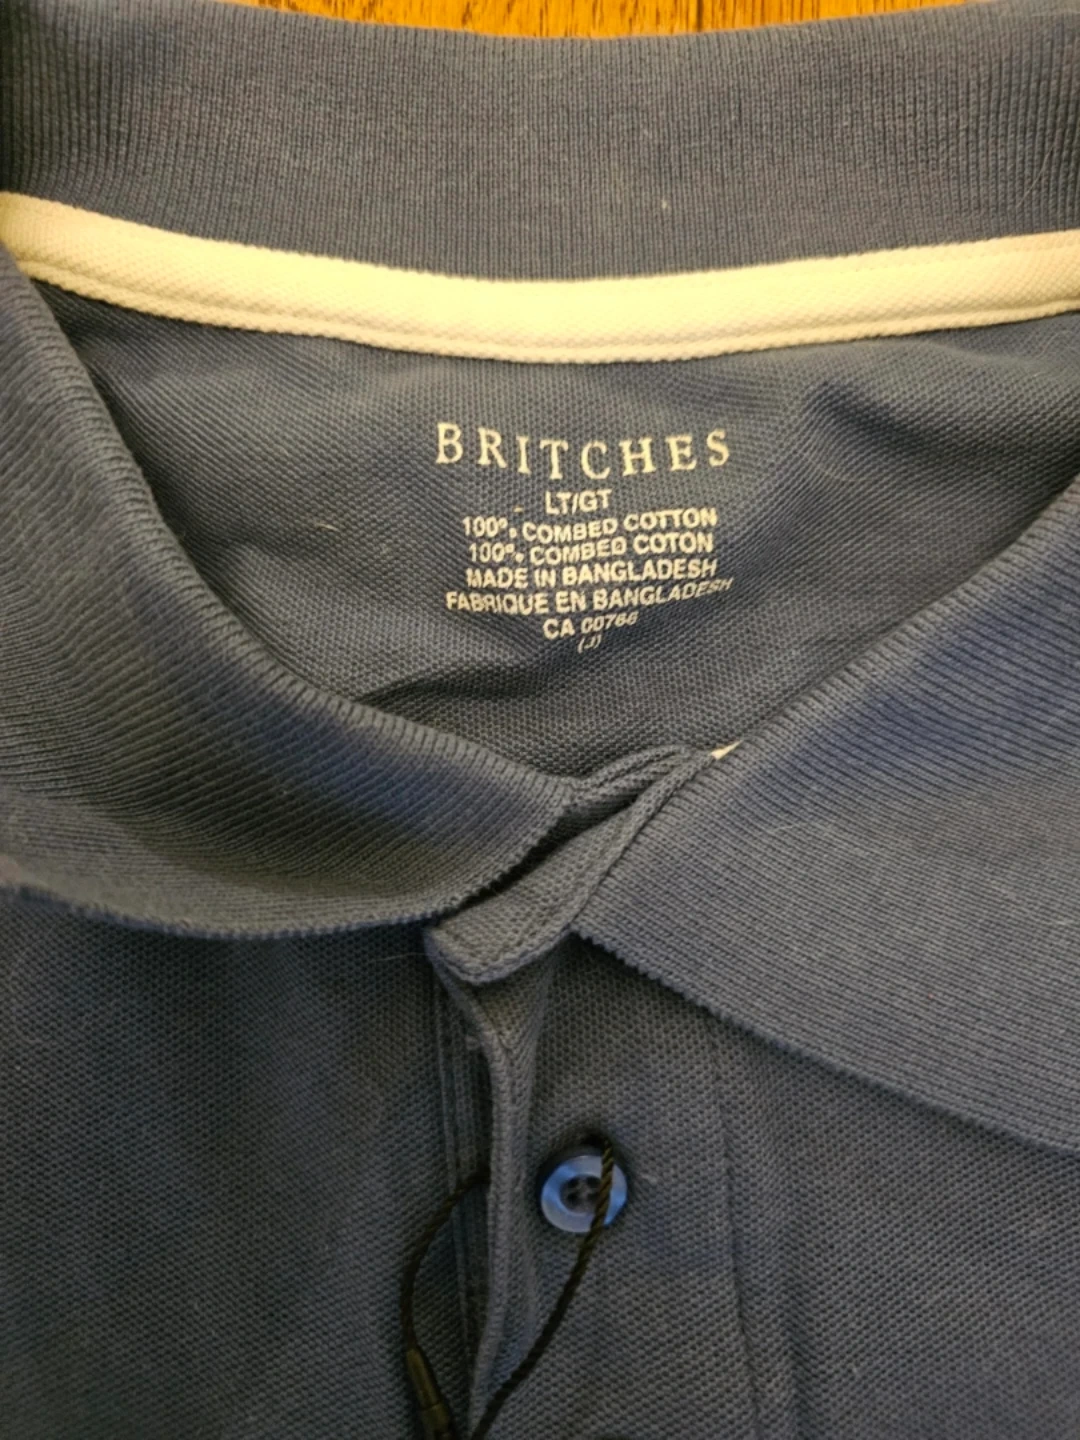 BRITCHES
LT/GT
100% COMBED COTTON
100% COMBED COTON
MADE IN BANGLADESH
FABRIQUE EN BANGLADESH
CA 00766
(J)